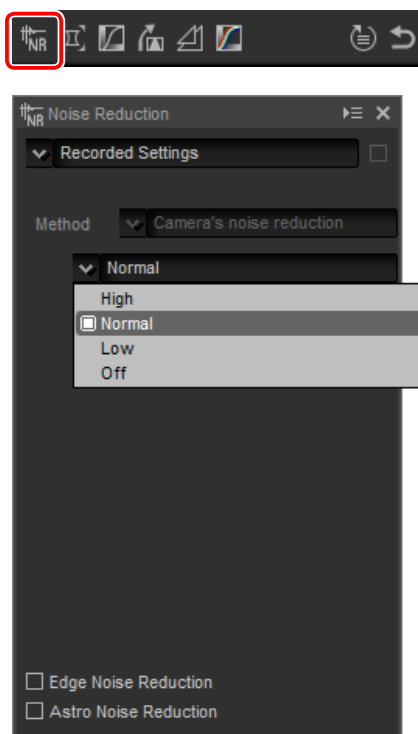 NR
NR Noise Reduction
Recorded Settings
Method Camera's noise reduction
Normal
High
Normal
Low
Off
Edge Noise Reduction
Astro Noise Reduction